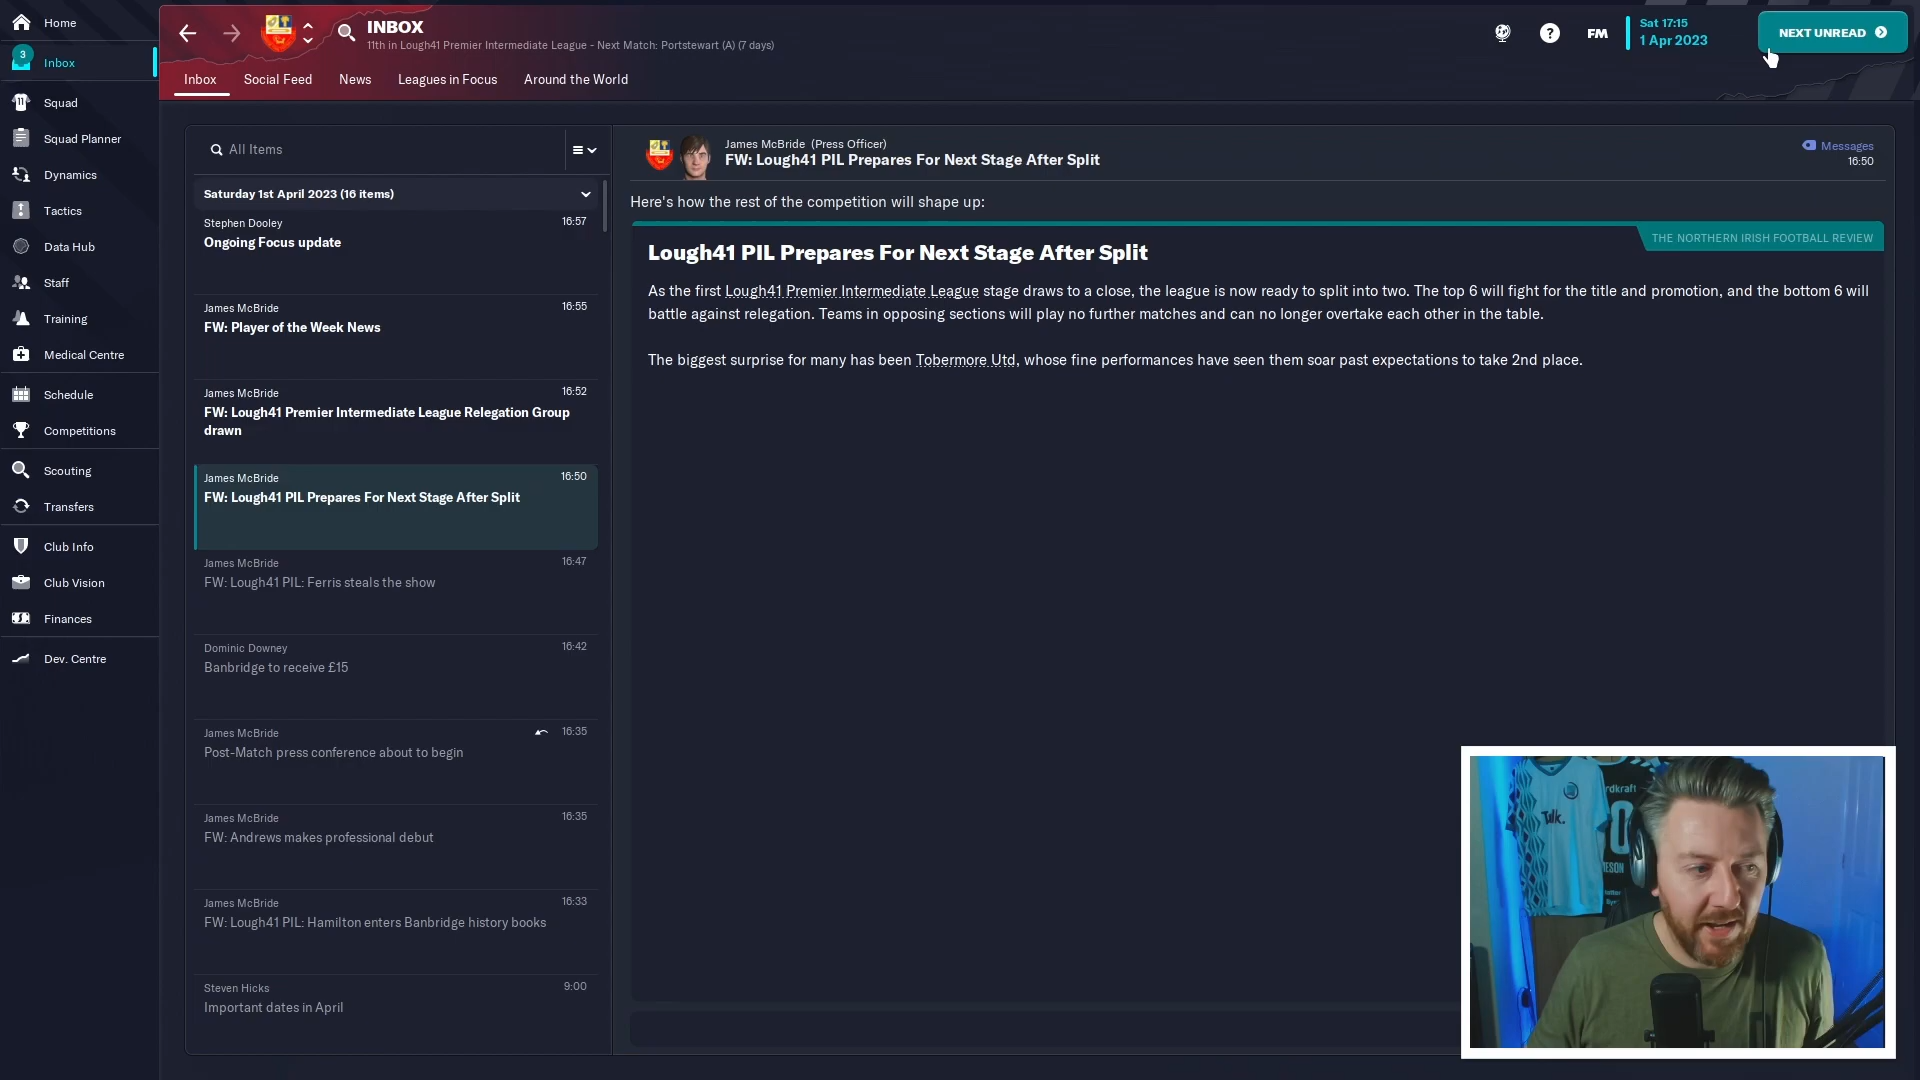 Home
3
Inbox
Squad
Squad Planner
Dynamics
Tactics
Data Hub
Staff
Training
Medical Centre
Schedule
Competitions
Scouting
Transfers
Club Info
Club Vision
Finances
Dev. Centre
INBOX
11th in Lough41 Premier Intermediate League - Next Match: Portstewart (A) (7 days)
FM
Sat 17:15
1 Apr 2023
NEXT UNREAD
Inbox Social Feed News Leagues in Focus Around the World
All Items
Saturday 1st April 2023 (16 items)
Stephen Dooley 16:57
Ongoing Focus update
James McBride 16:55
FW: Player of the Week News
James McBride 16:52
FW: Lough41 Premier Intermediate League Relegation Group
drawn
James McBride 16:50
FW: Lough41 PIL Prepares For Next Stage After Split
James McBride 16:47
FW: Lough41 PIL: Ferris steals the show
Dominic Downey 16:42
Banbridge to receive £15
James McBride 16:35
Post-Match press conference about to begin
James McBride 16:35
FW: Andrews makes professional debut
James McBride 16:33
FW: Lough41 PIL: Hamilton enters Banbridge history books
Steven Hicks 9:00
Important dates in April
James McBride (Press Officer)
FW: Lough41 PIL Prepares For Next Stage After Split
Messages
16:50
Here's how the rest of the competition will shape up:
THE NORTHERN IRISH FOOTBALL REVIEW
Lough41 PIL Prepares For Next Stage After Split
As the first Lough41 Premier Intermediate League stage draws to a close, the league is now ready to split into two. The top 6 will fight for the title and promotion, and the bottom 6 will
battle against relegation. Teams in opposing sections will play no further matches and can no longer overtake each other in the table.
The biggest surprise for many has been Tobermore Utd, whose fine performances have seen them soar past expectations to take 2nd place.
Talk.